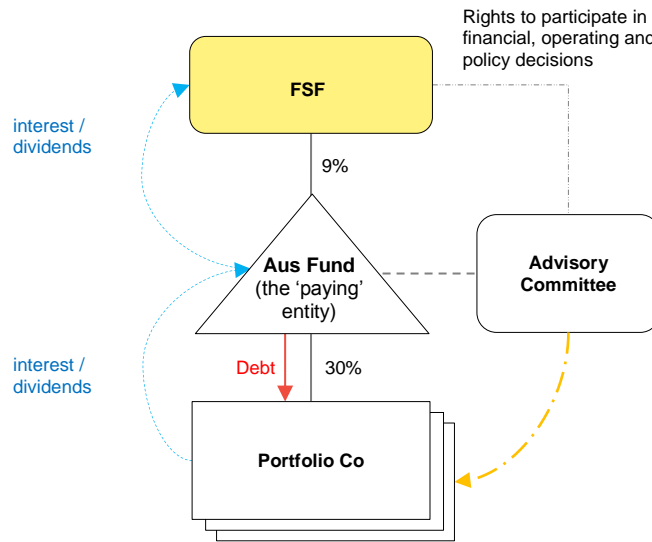 Rights to participate in
financial, operating and
policy decisions
FSF
interest /
dividends
9%
Aus Fund
(the ‘paying’
entity)
Advisory
Committee
interest /
dividends
Debt
30%
Portfolio Co